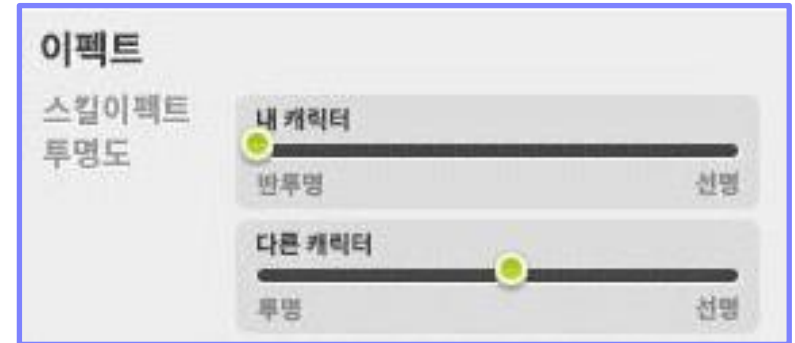 이펙트
스킬이펙트
투명도
내 캐릭터
반투명
선명
다른 캐릭터
투명
선명